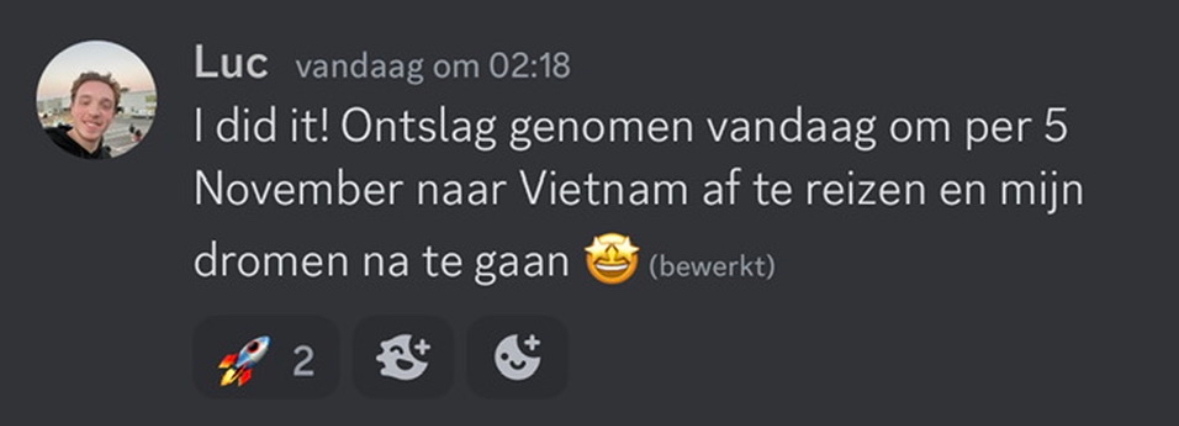 Luc vandaag om 02:18
I did it! Ontslag genomen vandaag om per 5
November naar Vietnam af te reizen en mijn
dromen na te gaan 🤩 (bewerkt)
🚀 2